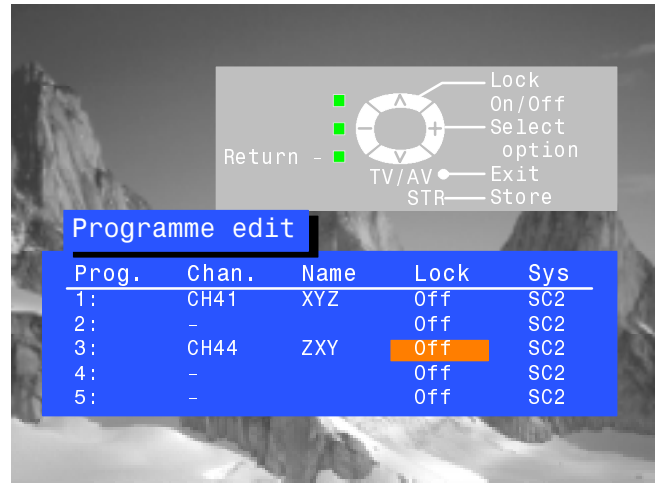 Lock
On/Off
Select
option
Return -
TV/AV Exit
STR Store
Programme edit
Prog. Chan. Name Lock Sys
1: CH41 XYZ Off SC2
2: - Off SC2
3: CH44 ZXY Off SC2
4: - Off SC2
5: - Off SC2